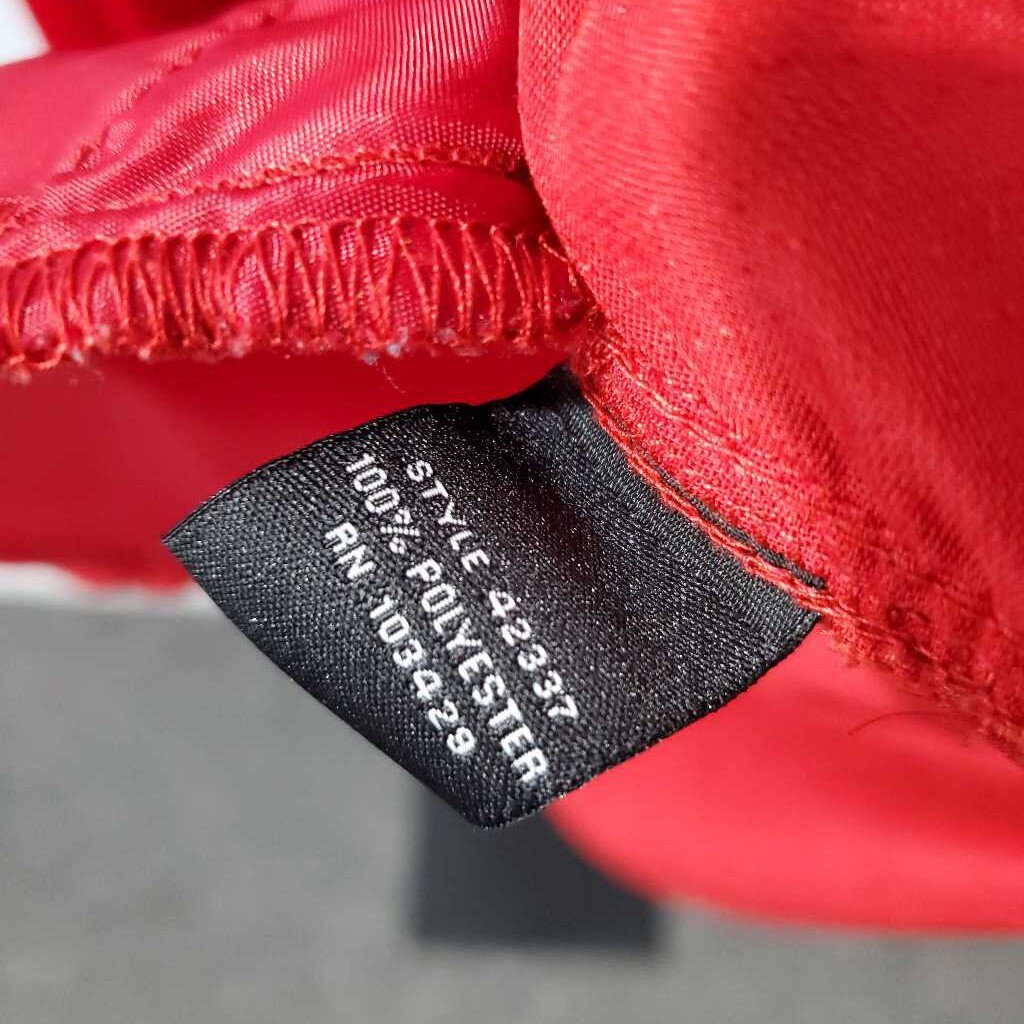 STYLE 42337
100% POLYESTER
RN 103429